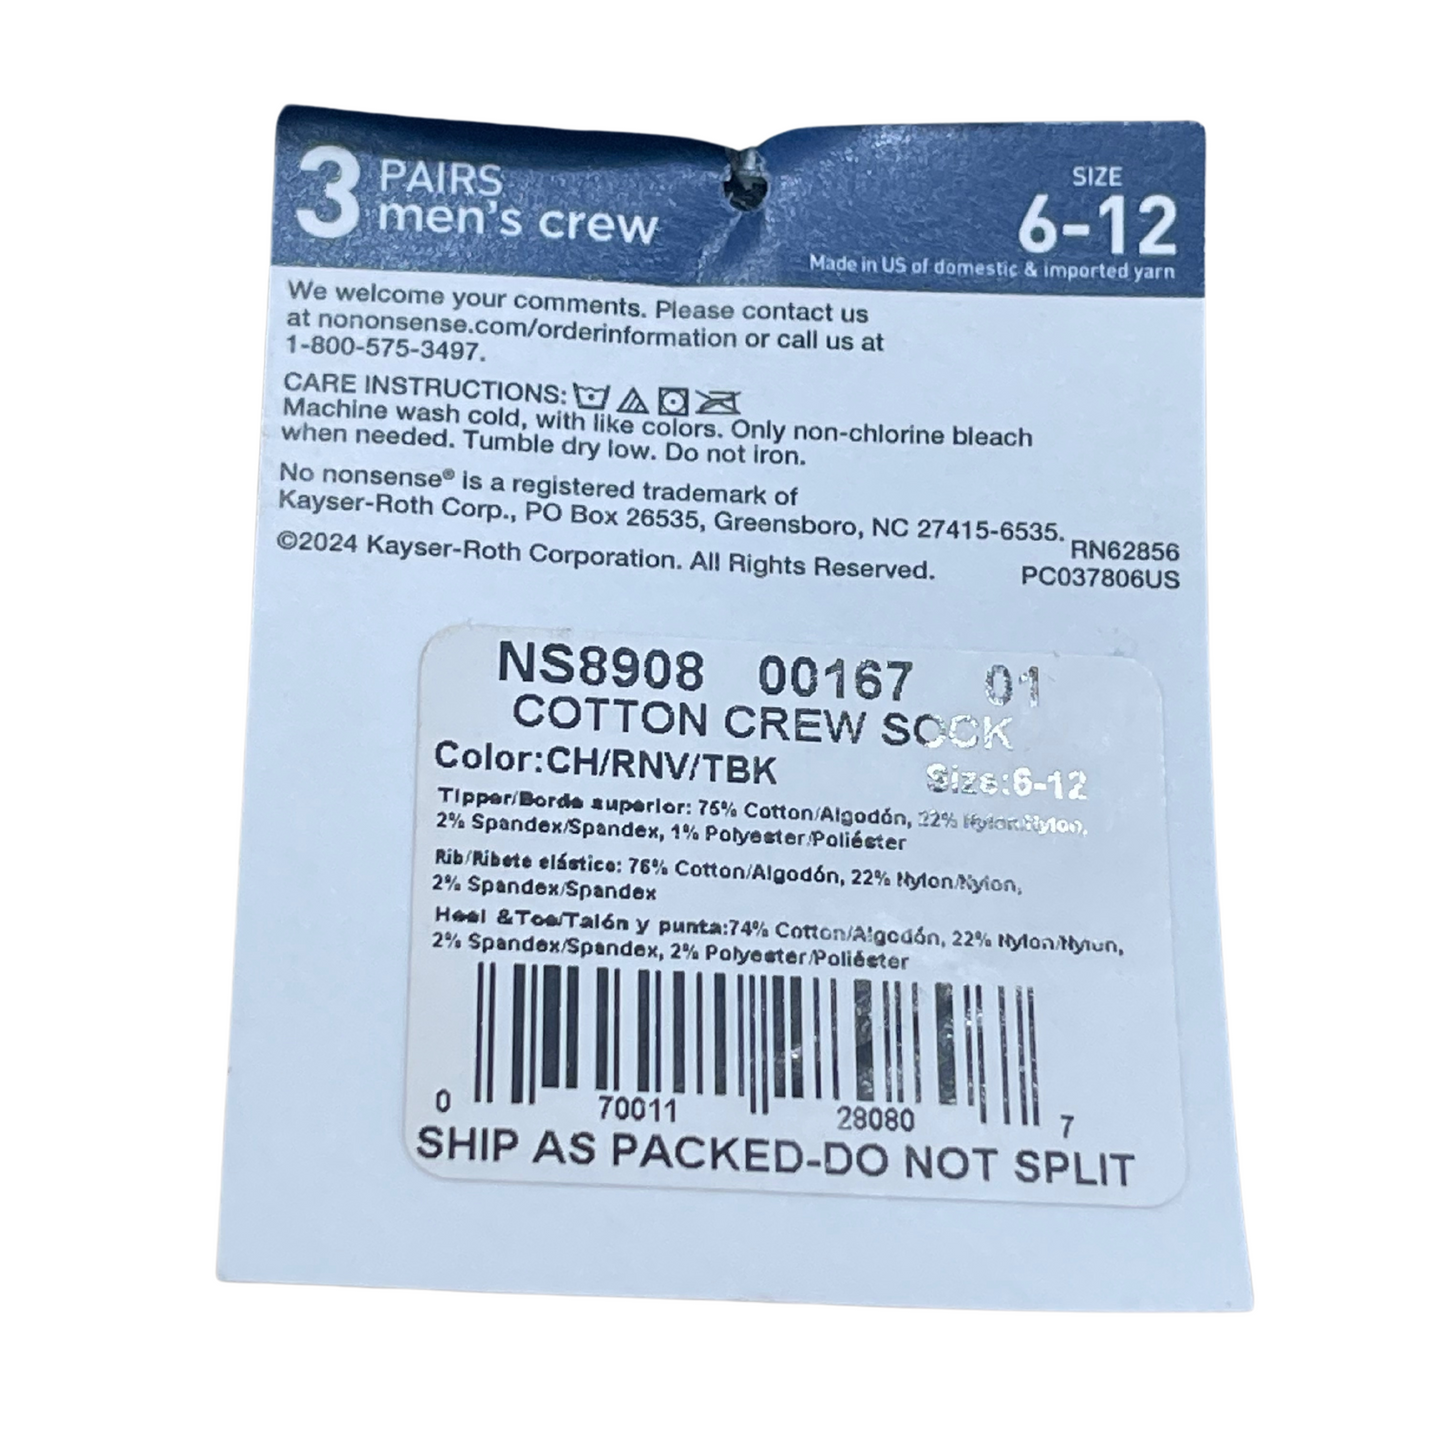 3 PAIRS
men's crew
SIZE
6-12
Made in US of domestic & imported yarn
We welcome your comments. Please contact us
at nononsense.com/orderinformation or call us at
1-800-575-3497.
CARE INSTRUCTIONS:
Machine wash cold, with like colors. Only non-chlorine bleach
when needed. Tumble dry low. Do not iron.
No nonsense® is a registered trademark of
Kayser-Roth Corp., PO Box 26535, Greensboro, NC 27415-6535.
RN62856
©2024 Kayser-Roth Corporation. All Rights Reserved.
PC037806US
NS8908 00167 01
COTTON CREW SOCK
Color:CH/RNV/TBK Size:6-12
Tipper/Borde superior: 75% Cotton/Algodón, 22% Nylon/Nylon,
2% Spandex/Spandex, 1% Polyester/Poliéster
Rib/Ribete elástico: 76% Cotton/Algodón, 22% Nylon/Nylon,
2% Spandex/Spandex
Heel &Toe/Talón y punta:74% Cotton/Algodón, 22% Nylon/Nylon,
2% Spandex/Spandex, 2% Polyester/Poliéster
0 70011 28080 7
SHIP AS PACKED-DO NOT SPLIT